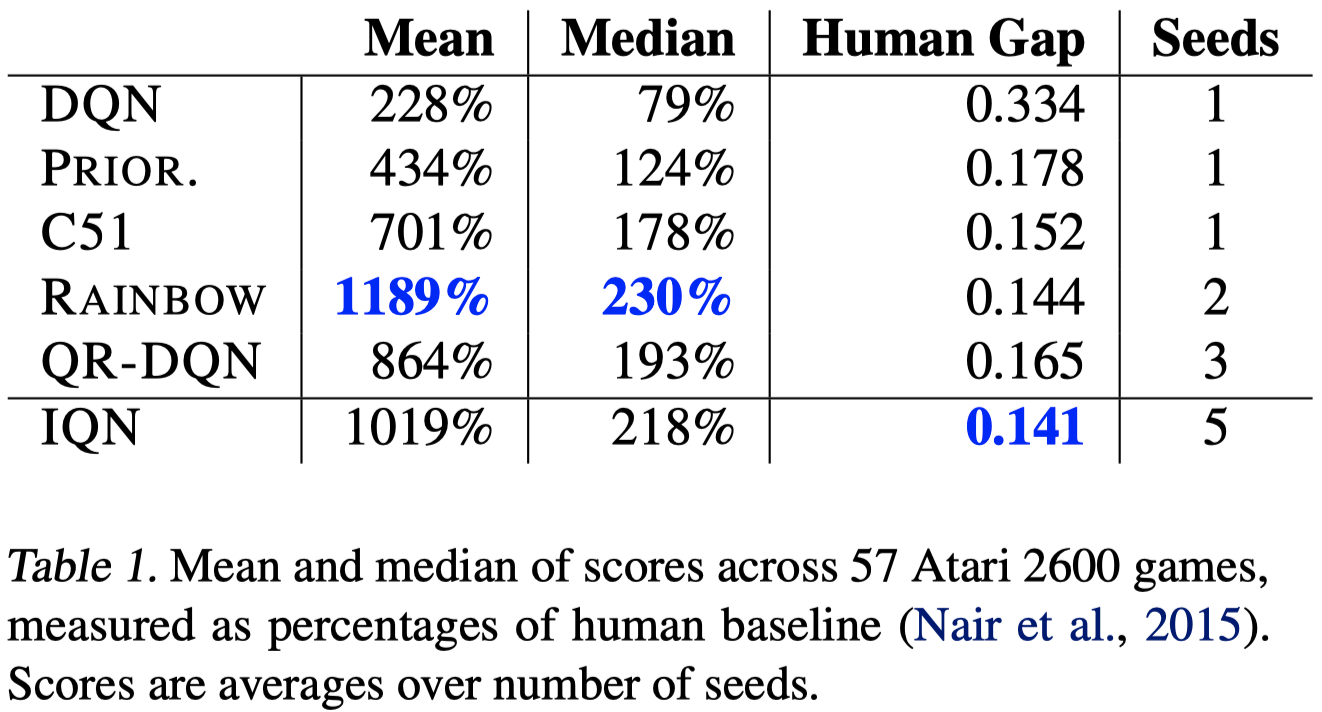 Mean Median Human Gap Seeds
DQN 228% 79% 0.334 1
PRIOR. 434% 124% 0.178 1
C51 701% 178% 0.152 1
RAINBOW 1189% 230% 0.144 2
QR-DQN 864% 193% 0.165 3
IQN 1019% 218% 0.141 5
Table 1. Mean and median of scores across 57 Atari 2600 games,
measured as percentages of human baseline (Nair et al., 2015).
Scores are averages over number of seeds.